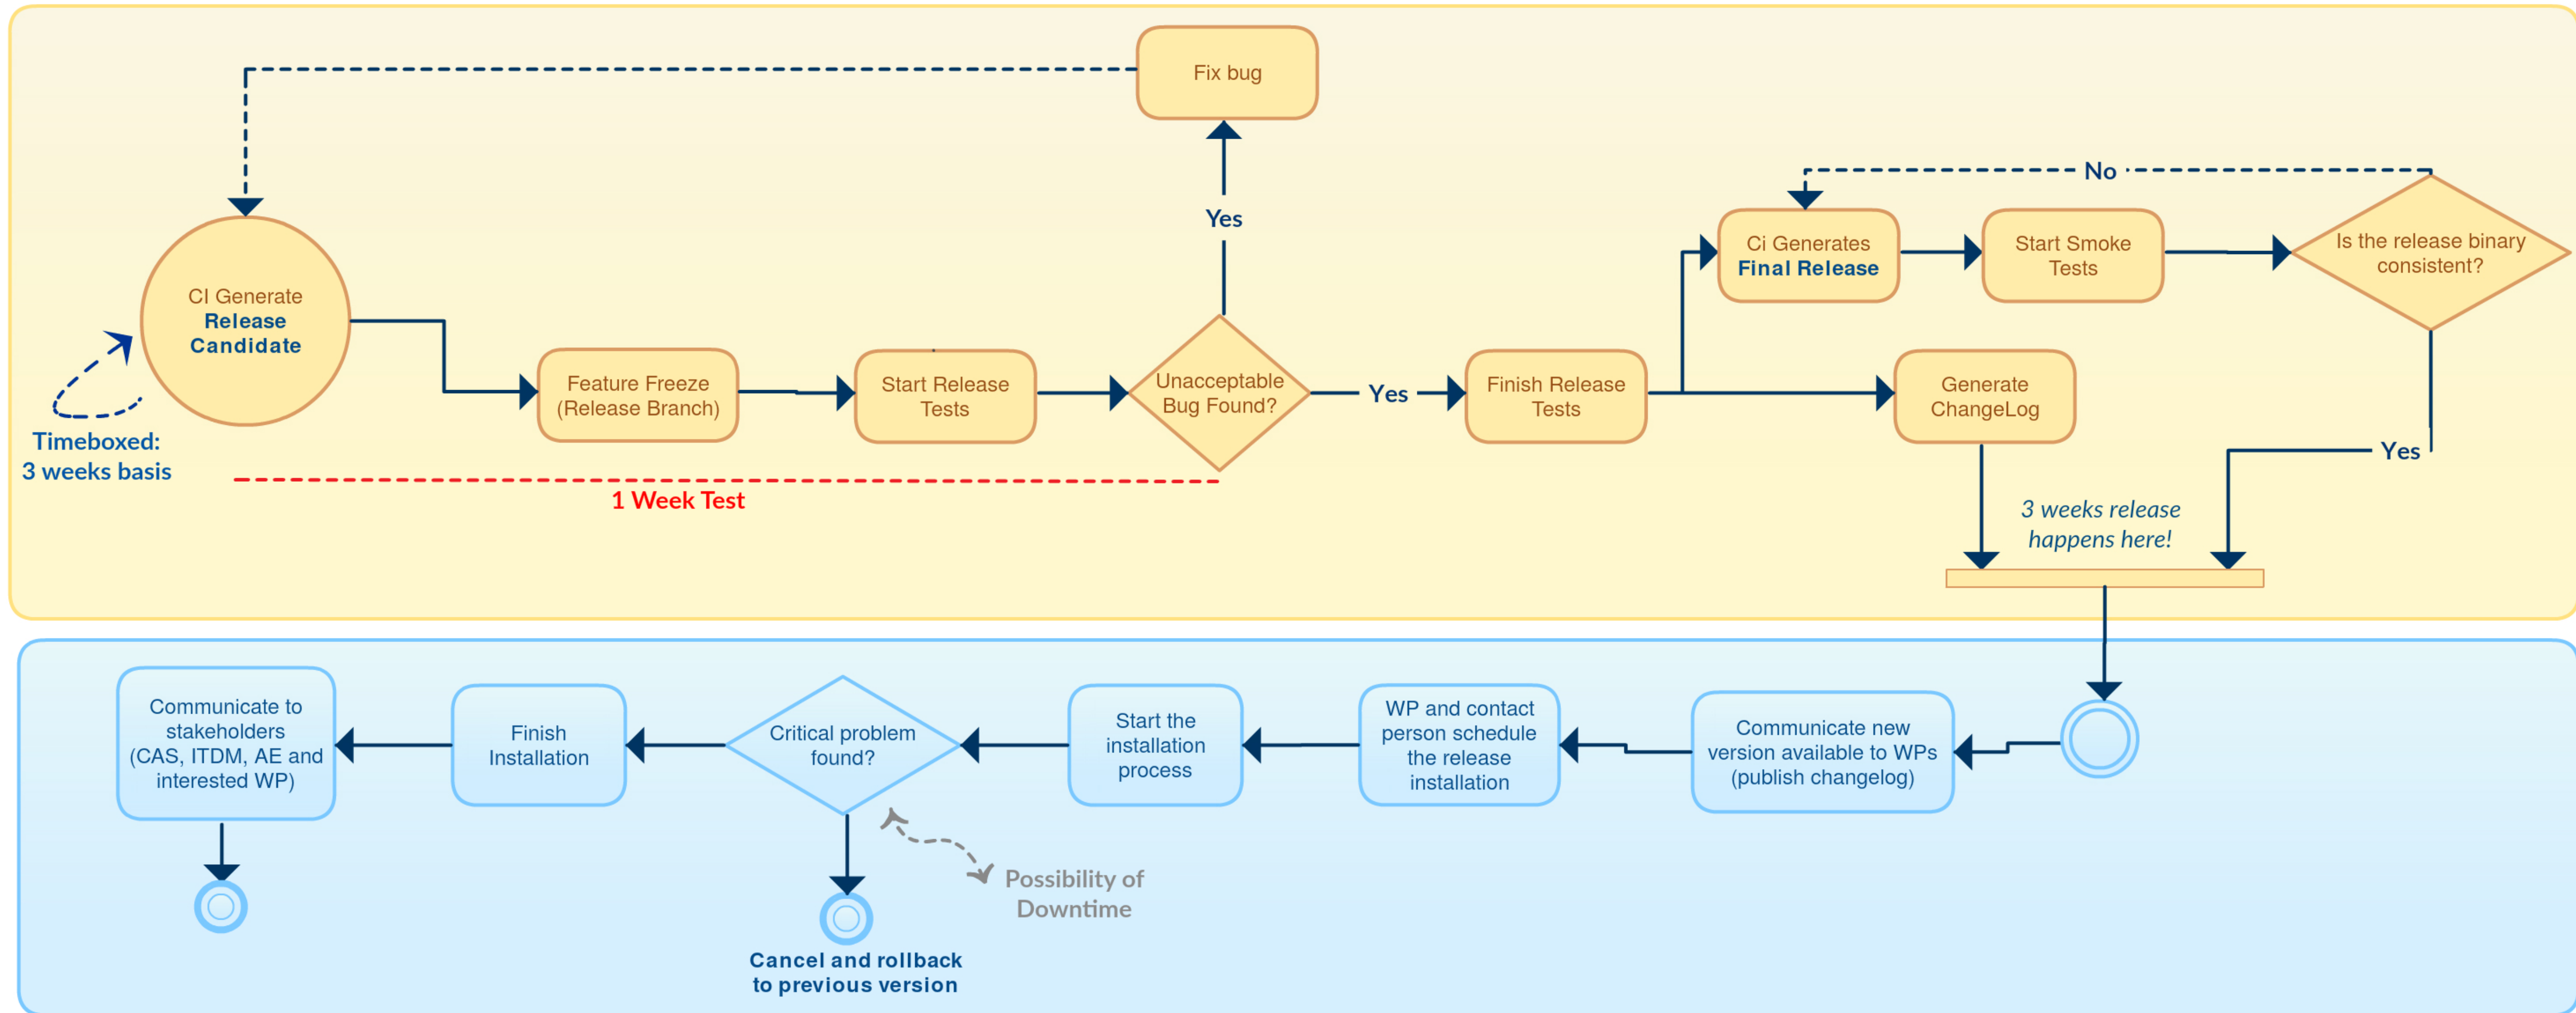 Fix bug
No
Yes
Ci Generates
Final Release
Start Smoke
Tests
Is the release binary
consistent?
CI Generate
Release
Candidate
Feature Freeze
(Release Branch)
Start Release
Tests
Unacceptable
Bug Found?
Yes
Finish Release
Tests
Generate
ChangeLog
Timeboxed:
3 weeks basis
Yes
1 Week Test
3 weeks release
happens here!
Communicate to
stakeholders
(CAS, ITDM, AE and
interested WP)
Finish
Installation
Critical problem
found?
Start the
installation
process
WP and contact
person schedule
the release
installation
Communicate new
version available to WPs
(publish changelog)
Possibility of
Downtime
Cancel and rollback
to previous version